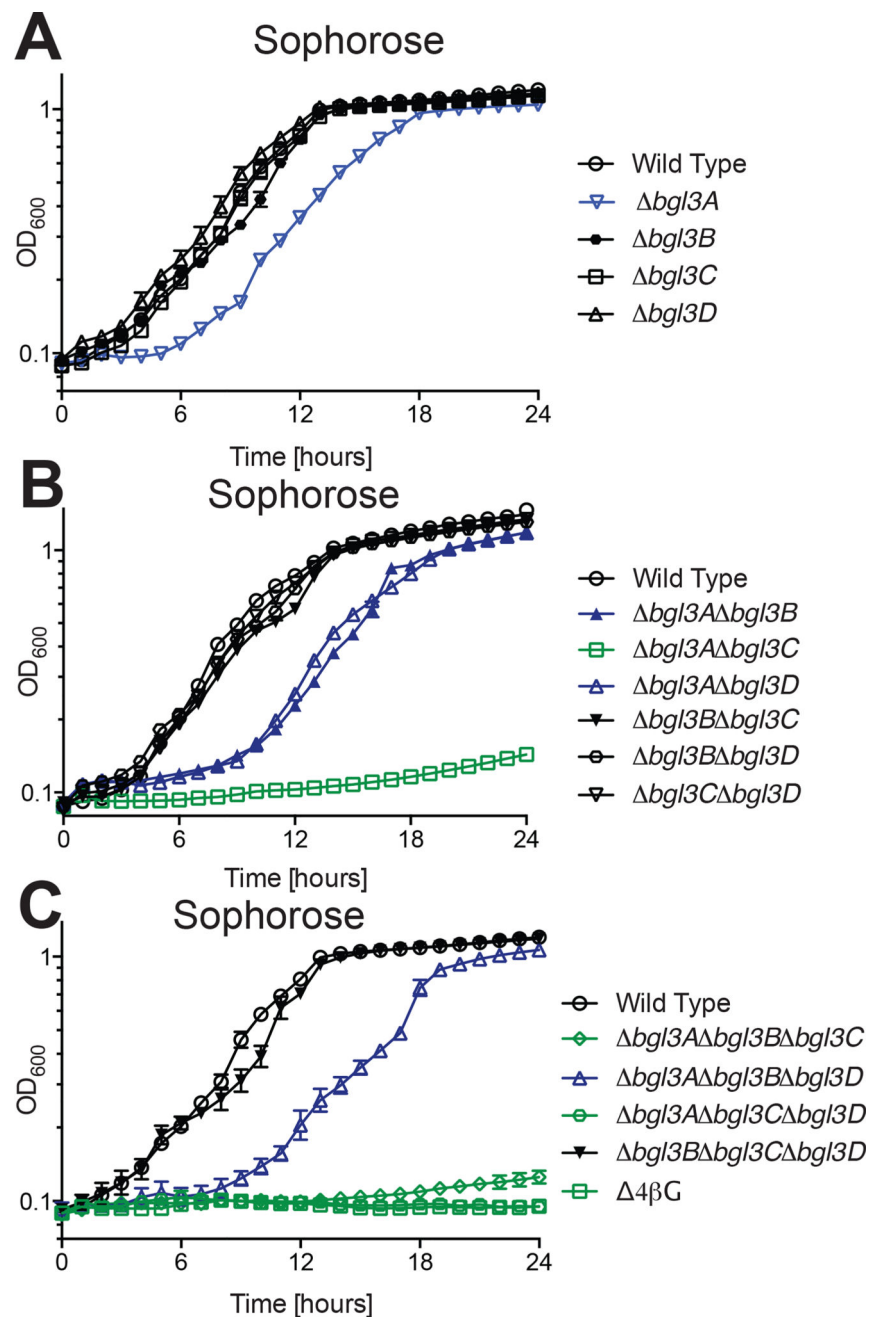 A
Sophorose
1
0.1
OD600
0 6 12 18 24
Time [hours]
Wild Type
Δbgl3A
Δbgl3B
Δbgl3C
Δbgl3D
B
Sophorose
1
0.1
OD600
0 6 12 18 24
Time [hours]
Wild Type
Δbgl3AΔbgl3B
Δbgl3AΔbgl3C
Δbgl3AΔbgl3D
Δbgl3BΔbgl3C
Δbgl3BΔbgl3D
Δbgl3CΔbgl3D
C
Sophorose
1
0.1
OD600
0 6 12 18 24
Time [hours]
Wild Type
Δbgl3AΔbgl3BΔbgl3C
Δbgl3AΔbgl3BΔbgl3D
Δbgl3AΔbgl3CΔbgl3D
Δbgl3BΔbgl3CΔbgl3D
Δ4βG